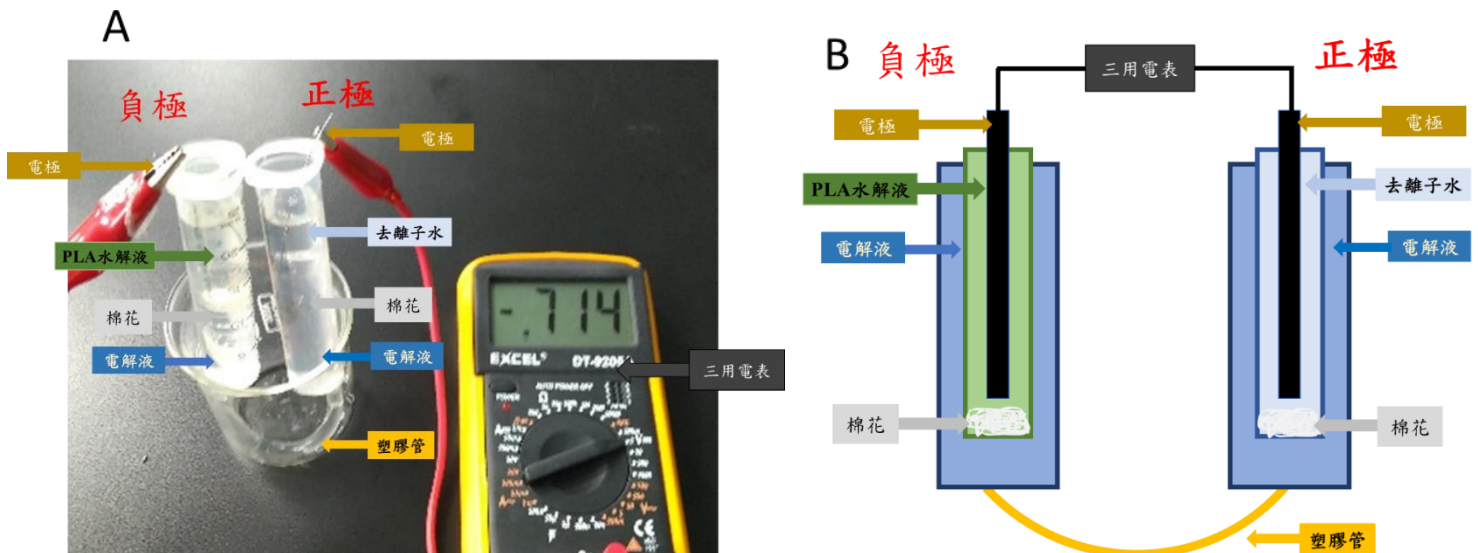 A
負極
正極
電極
電極
PLA水解液
去離子水
棉花
棉花
電解液
電解液
塑膠管
三用電表
-.714
EXCEL®
AUTO POWER OFF
B
負極
三用電表
正極
電極
電極
PLA水解液
去離子水
電解液
電解液
棉花
棉花
塑膠管